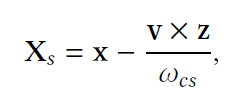 X_s = x − (v × z) / ω_cs,